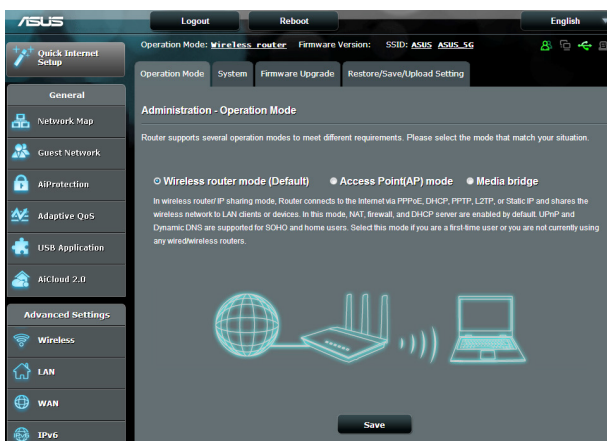 ASUS
Logout
Reboot
English
Quick Internet
Setup
Operation Mode: Wireless router Firmware Version: SSID: ASUS ASUS_5G
Operation Mode
System
Firmware Upgrade
Restore/Save/Upload Setting
General
Network Map
Guest Network
AiProtection
Adaptive QoS
USB Application
AiCloud 2.0
Advanced Settings
Wireless
LAN
WAN
IPv6
Administration - Operation Mode
Router supports several operation modes to meet different requirements. Please select the mode that match your situation.
Wireless router mode (Default)
Access Point(AP) mode
Media bridge
In wireless router/ IP sharing mode, Router connects to the Internet via PPPoE, DHCP, PPTP, L2TP, or Static IP and shares the
wireless network to LAN clients or devices. In this mode, NAT, firewall, and DHCP server are enabled by default. UPnP and
Dynamic DNS are supported for SOHO and home users. Select this mode if you are a first-time user or you are not currently using
any wired/wireless routers.
Save